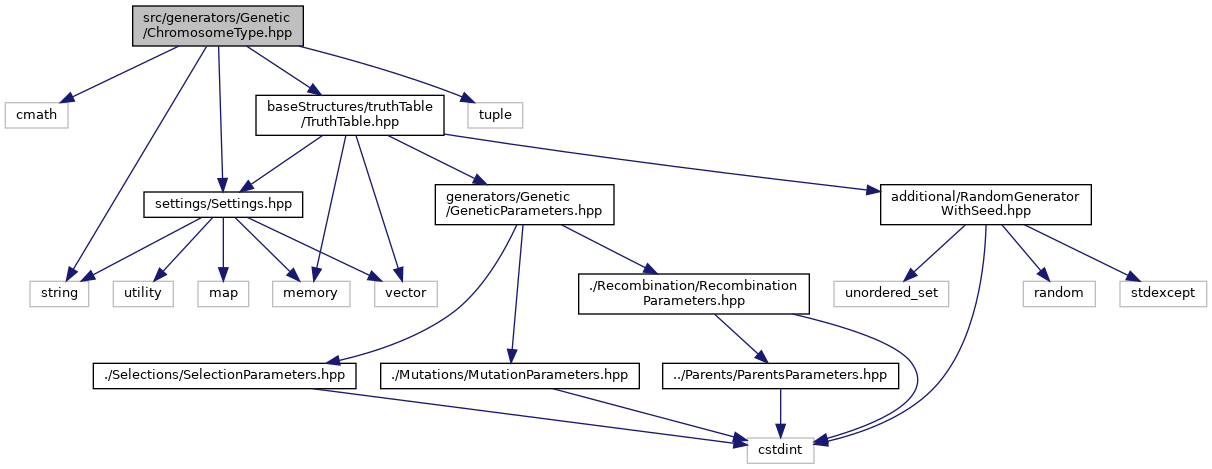 src/generators/Genetic
/ChromosomeType.hpp
cmath
baseStructures/truthTable
/TruthTable.hpp
tuple
settings/Settings.hpp
generators/Genetic
/GeneticParameters.hpp
additional/RandomGenerator
WithSeed.hpp
string
utility
map
memory
vector
./Recombination/Recombination
Parameters.hpp
unordered_set
random
stdexcept
./Selections/SelectionParameters.hpp
./Mutations/MutationParameters.hpp
../Parents/ParentsParameters.hpp
cstdint